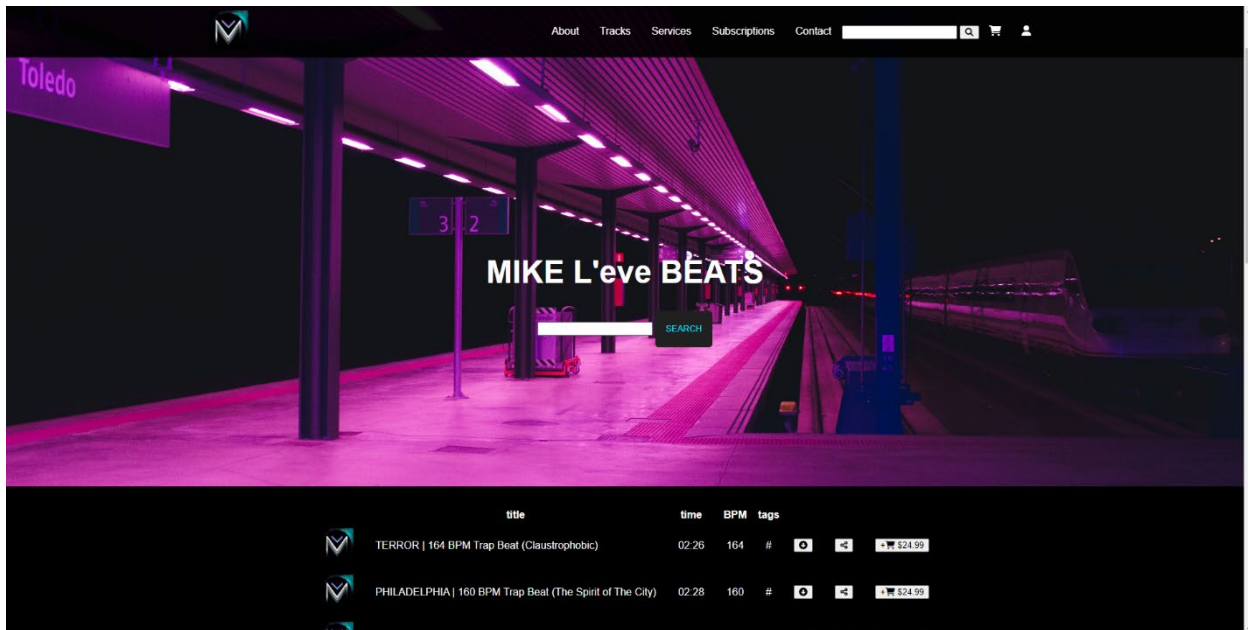 About Tracks Services Subscriptions Contact
Toledo
3 2
MIKE L'eve BEATS
SEARCH
title time BPM tags
TERROR | 164 BPM Trap Beat (Claustrophobic) 02:26 164 # + $24.99
PHILADELPHIA | 160 BPM Trap Beat (The Spirit of The City) 02:28 160 # + $24.99